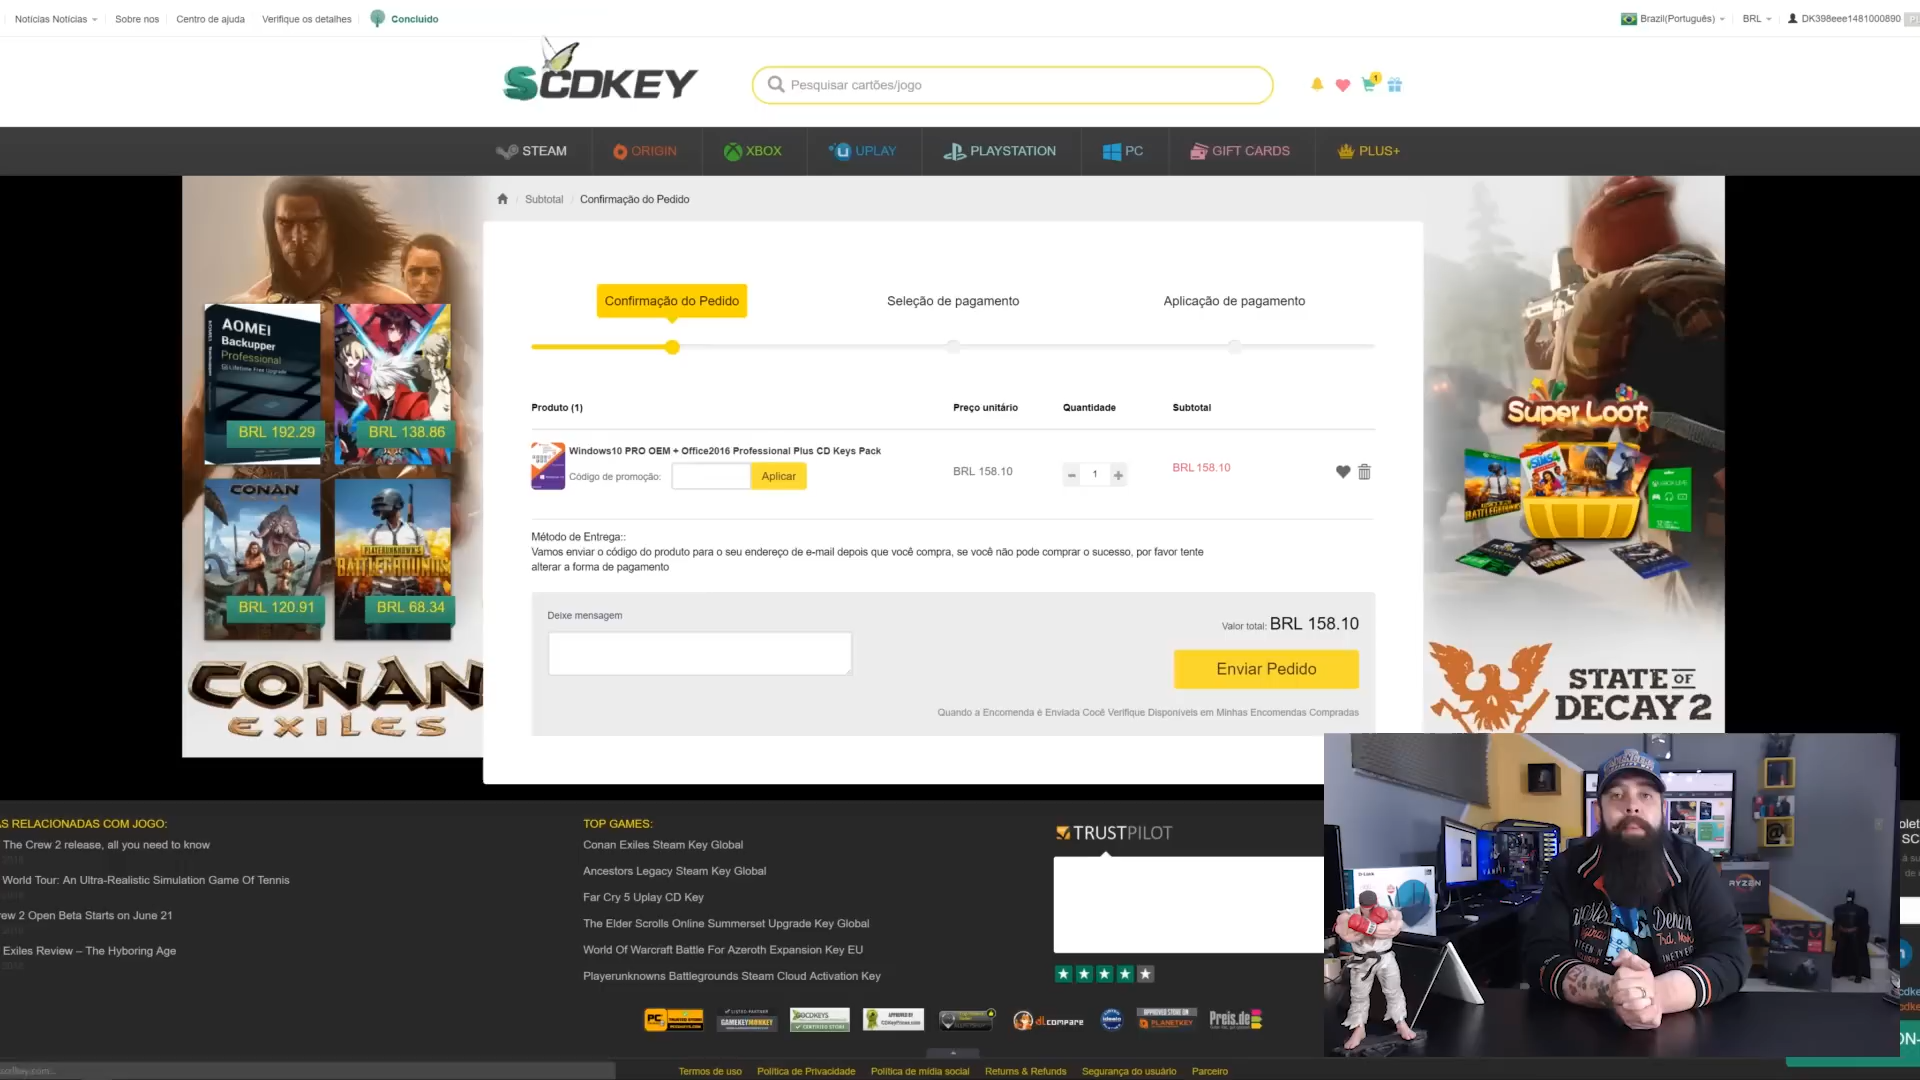 Notícias Notícias
Sobre nos
Centro de ajuda
Verifique os detalhes
Concluído
Brazil(Português)
BRL
DK398eee1481000890
SCDKEY
Pesquisar cartões/jogo
1
STEAM
ORIGIN
XBOX
UPLAY
PLAYSTATION
PC
GIFT CARDS
PLUS+
Subtotal
Confirmação do Pedido
Confirmação do Pedido
Seleção de pagamento
Aplicação de pagamento
AOMEI
Backupper
Professional
BRL 192.29
BRL 138.86
CONAN
PLAYERUNKNOWN'S
BATTLEGROUNDS
BRL 120.91
BRL 68.34
CONAN
EXILES
Produto (1)
Preço unitário
Quantidade
Subtotal
Windows10 PRO OEM + Office2016 Professional Plus CD Keys Pack
Código de promoção:
Aplicar
BRL 158.10
1
BRL158.10
Método de Entrega::
Vamos enviar o código do produto para o seu endereço de e-mail depois que você compra, se você não pode comprar o sucesso, por favor tente
alterar a forma de pagamento
Deixe mensagem
Valor total: BRL 158.10
Enviar Pedido
Quando a Encomenda é Enviada Cocê Verifique Disponíveis em Minhas Encomendas Compradas
Super Loot
BATTLEGROUNDS
STATE OF
DECAY 2
AS RELACIONADAS COM JOGO:
The Crew 2 release, all you need to know
World Tour: An Ultra-Realistic Simulation Game Of Tennis
rew 2 Open Beta Starts on June 21
Exiles Review – The Hyboring Age
TOP GAMES:
Conan Exiles Steam Key Global
Ancestors Legacy Steam Key Global
Far Cry 5 Uplay CD Key
The Elder Scrolls Online Summerset Upgrade Key Global
World Of Warcraft Battle For Azeroth Expansion Key EU
Playerunknowns Battlegrounds Steam Cloud Activation Key
TRUSTPILOT
GAMEKEYMONKEY
dlcompare
PLANETKEY
Preis.de
RYZEN
Termos de uso
Política de Privacidade
Política de mídia social
Returns & Refunds
Segurança do usuário
Parceiro